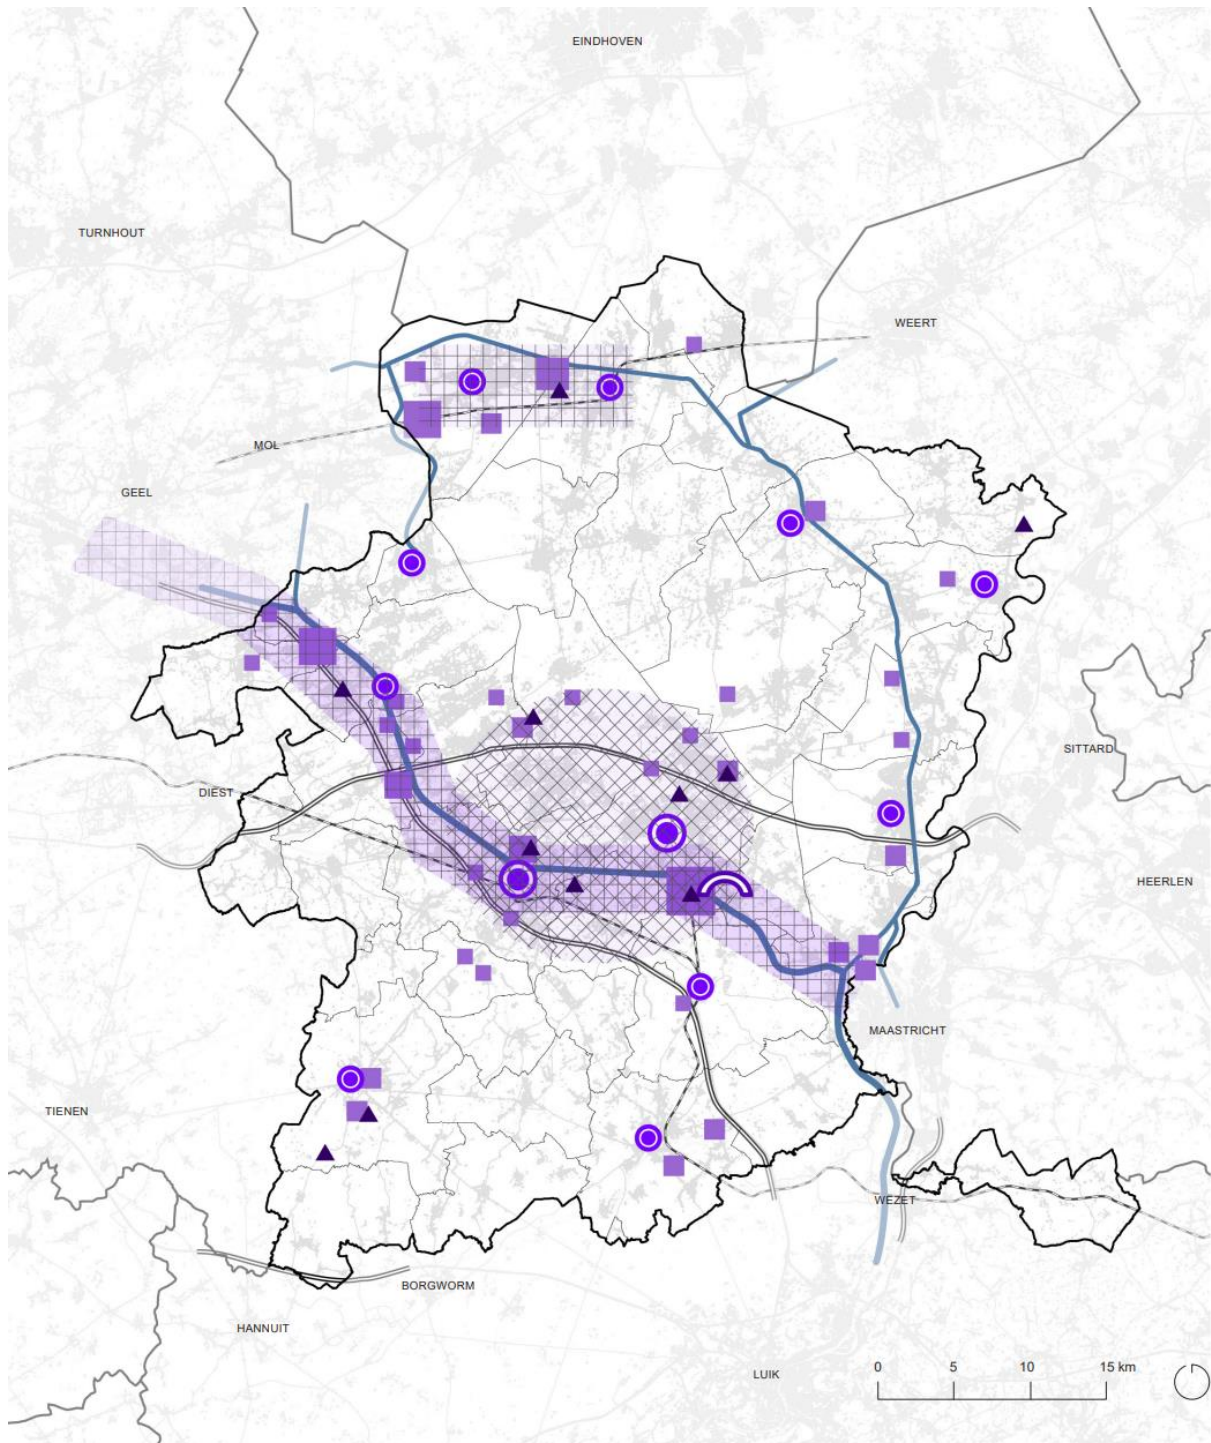 EINDHOVEN
TURNHOUT
WEERT
MOL
GEEL
SITTARD
DIEST
HEERLEN
MAASTRICHT
TIENEN
WEZET
BORGWORM
HANNUIT
LUIK
0 5 10 15 km